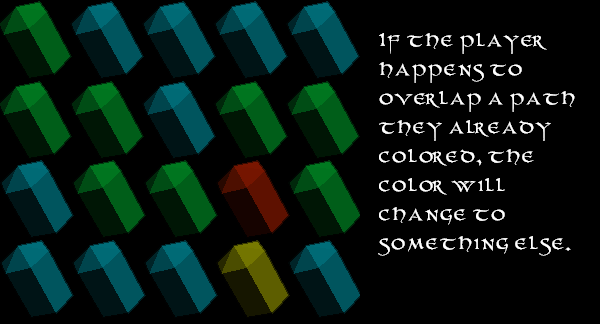 If the player
happens to
overlap a path
they already
colored, the
color will
change to
something else.